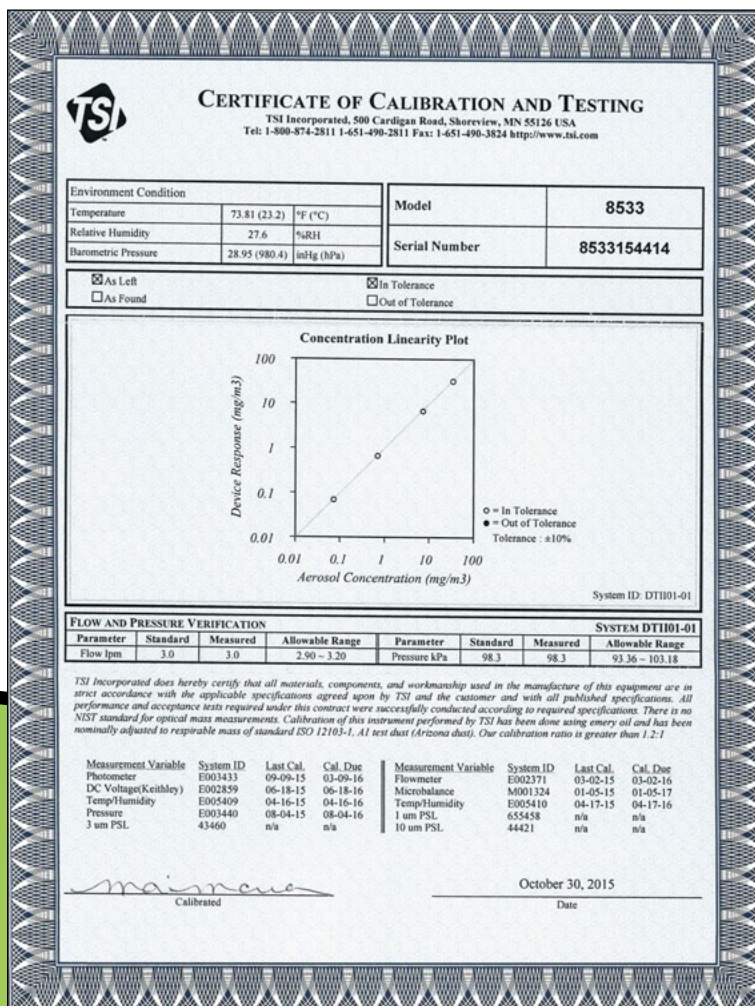 TSI
CERTIFICATE OF CALIBRATION AND TESTING
TSI Incorporated, 500 Cardigan Road, Shoreview, MN 55126 USA
Tel: 1-800-874-2811 1-651-490-2811 Fax: 1-651-490-3824 http://www.tsi.com
Environment Condition
Temperature 73.81 (23.2) °F (°C)
Relative Humidity 27.6 %RH
Barometric Pressure 28.95 (980.4) inHg (hPa)
Model 8533
Serial Number 8533154414
☒As Left ☒In Tolerance
☐As Found ☐Out of Tolerance
Concentration Linearity Plot
Device Response (mg/m3)
100
10
1
0.1
0.01
0.01 0.1 1 10 100
Aerosol Concentration (mg/m3)
○ = In Tolerance
● = Out of Tolerance
Tolerance : ±10%
System ID: DTII01-01
FLOW AND PRESSURE VERIFICATION SYSTEM DTII01-01
Parameter Standard Measured Allowable Range Parameter Standard Measured Allowable Range
Flow lpm 3.0 3.0 2.90 ~ 3.20 Pressure kPa 98.3 98.3 93.36 ~ 103.18
TSI Incorporated does hereby certify that all materials, components, and workmanship used in the manufacture of this equipment are in
strict accordance with the applicable specifications agreed upon by TSI and the customer and with all published specifications. All
performance and acceptance tests required under this contract were successfully conducted according to required specifications. There is no
NIST standard for optical mass measurements. Calibration of this instrument performed by TSI has been done using emery oil and has been
nominally adjusted to respirable mass of standard ISO 12103-1, A1 test dust (Arizona dust). Our calibration ratio is greater than 1.2:1
Measurement Variable System ID Last Cal. Cal. Due
Photometer E003433 09-09-15 03-09-16
DC Voltage(Keithley) E002859 06-18-15 06-18-16
Temp/Humidity E005409 04-16-15 04-16-16
Pressure E003440 08-04-15 08-04-16
3 um PSL 43460 n/a n/a
Measurement Variable System ID Last Cal. Cal. Due
Flowmeter E002371 03-02-15 03-02-16
Microbalance M001324 01-05-15 01-05-17
Temp/Humidity E005410 04-17-15 04-17-16
1 um PSL 655458 n/a n/a
10 um PSL 44421 n/a n/a
Calibrated
October 30, 2015
Date